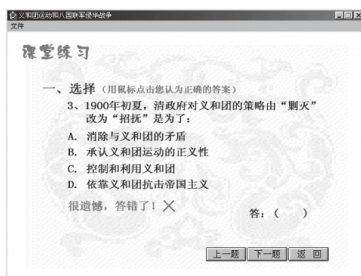 义和团运动和八国联军侵华战争
文件
课堂练习
一、选择（用鼠标点击您认为正确的答案）
3、1900年初夏，清政府对义和团的策略由“剿灭”
改为“招抚”是为了：
A. 消除与义和团的矛盾
B. 承认义和团运动的正义性
C. 控制和利用义和团
D. 依靠义和团抗击帝国主义
很遗憾，答错了！×
答：（ ）
上一题 下一题 返 回